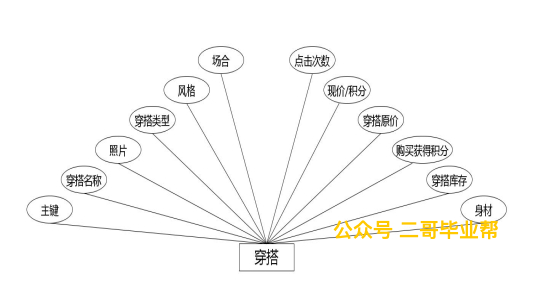 场合
点击次数
风格
现价/积分
穿搭类型
穿搭原价
照片
购买获得积分
穿搭名称
穿搭库存
主键
身材
公众号 二哥毕业帮
穿搭